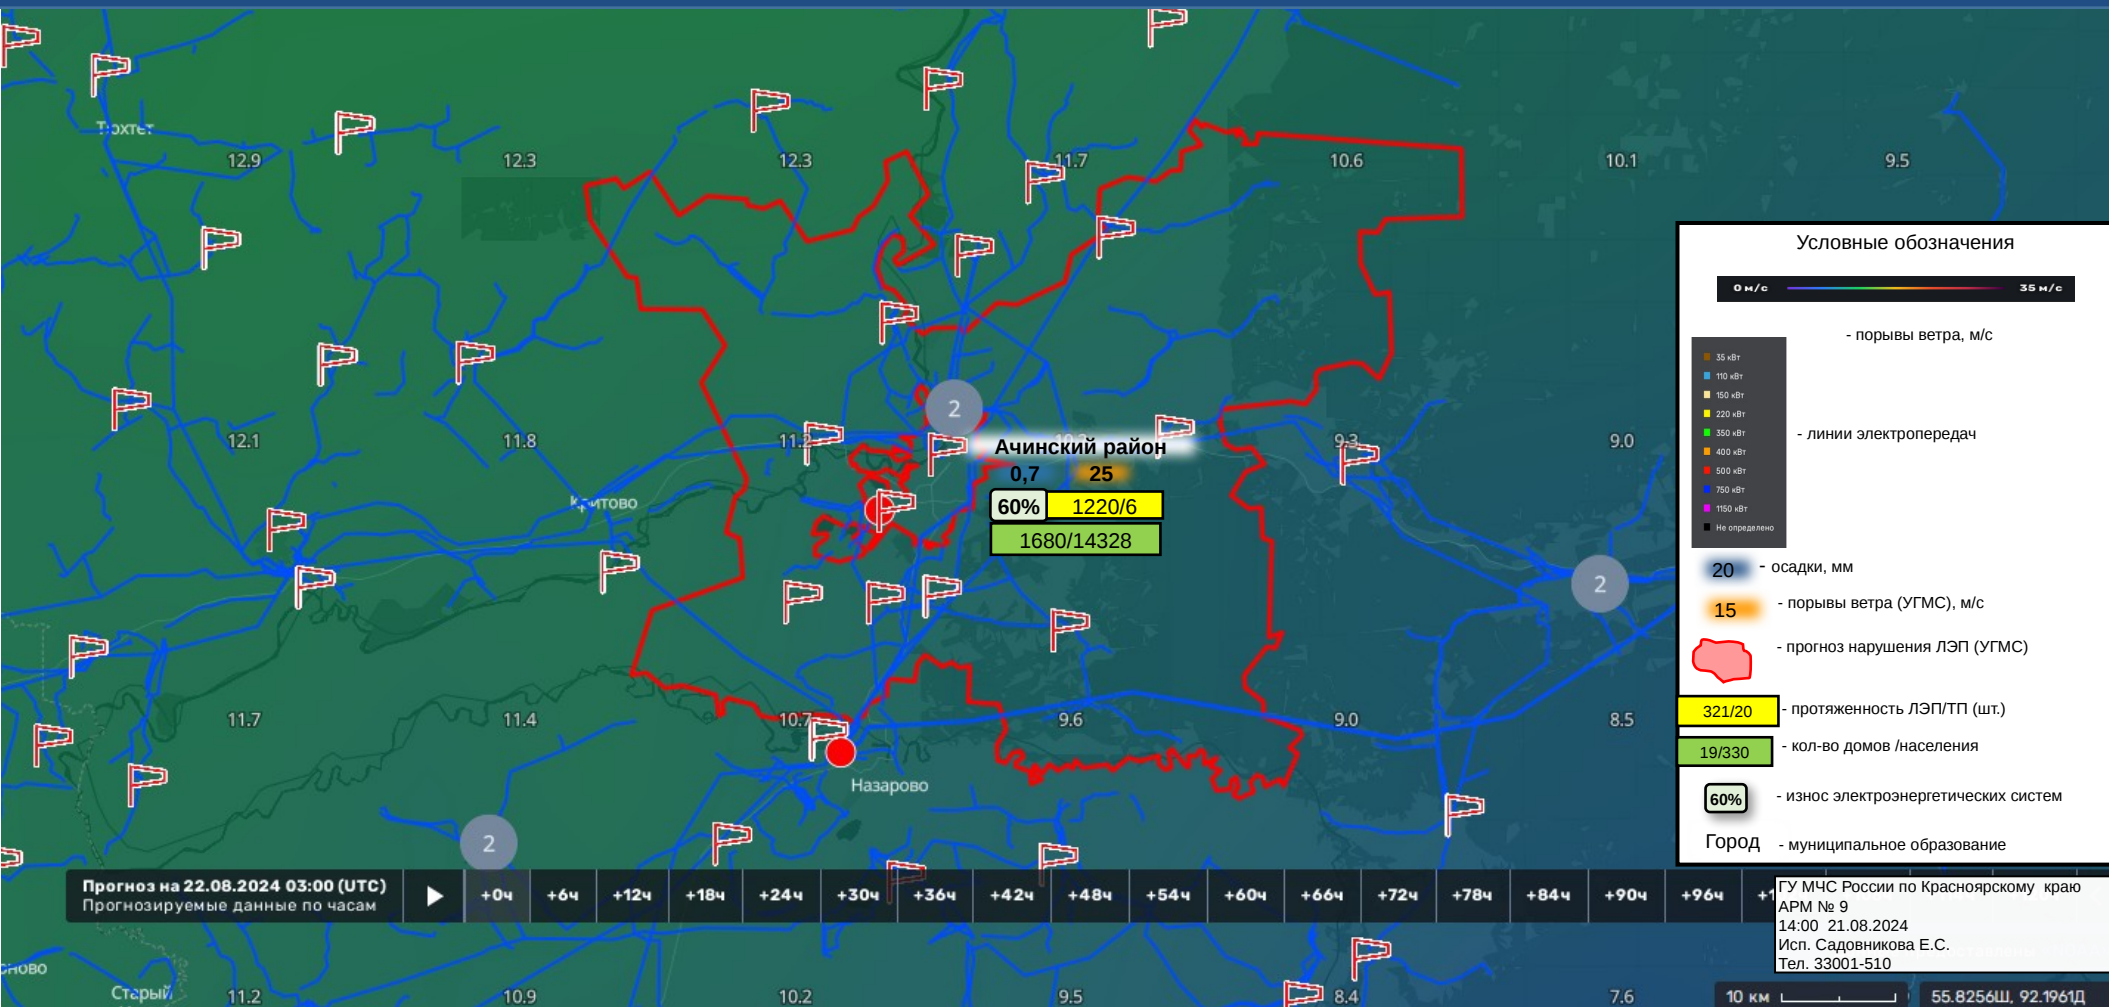 Тюхтет
12.9
12.3
12.3
11.7
10.6
10.1
9.5
Условные обозначения
0 м/с
35 м/с
- порывы ветра, м/с
35 кВт
110 кВт
150 кВт
220 кВт
350 кВт
400 кВт
500 кВт
750 кВт
1150 кВт
Не определено
- линии электропередач
20
- осадки, мм
15
- порывы ветра (УГМС), м/с
- прогноз нарушения ЛЭП (УГМС)
321/20
- протяженность ЛЭП/ТП (шт.)
19/330
- кол-во домов /населения
60%
- износ электроэнергетических систем
Город
- муниципальное образование
2
12.1
11.8
11.2
9.3
9.0
Ачинский район
0,7
25
60%
1220/6
1680/14328
Критово
2
11.7
11.4
10.7
9.6
9.0
8.5
Назарово
2
Прогноз на 22.08.2024 03:00 (UTC)
Прогнозируемые данные по часам
+0ч
+6ч
+12ч
+18ч
+24ч
+30ч
+36ч
+42ч
+48ч
+54ч
+60ч
+66ч
+72ч
+78ч
+84ч
+90ч
+96ч
+1
ГУ МЧС России по Красноярскому краю
АРМ № 9
14:00 21.08.2024
Исп. Садовникова Е.С.
Тел. 33001-510
сново
Старый
11.2
10.9
10.2
9.5
8.4
7.6
10 км
55.8256Ш, 92.1961Д